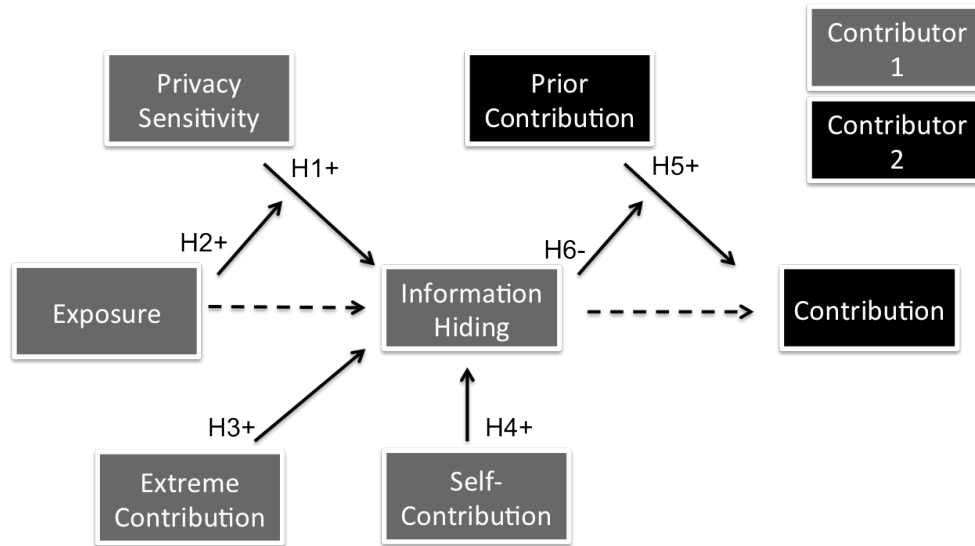 Contributor
1
Privacy
Sensitivity
Prior
Contribution
Contributor
2
H1+
H5+
H2+
H6-
Exposure
Information
Hiding
Contribution
H3+
H4+
Extreme
Contribution
Self-
Contribution